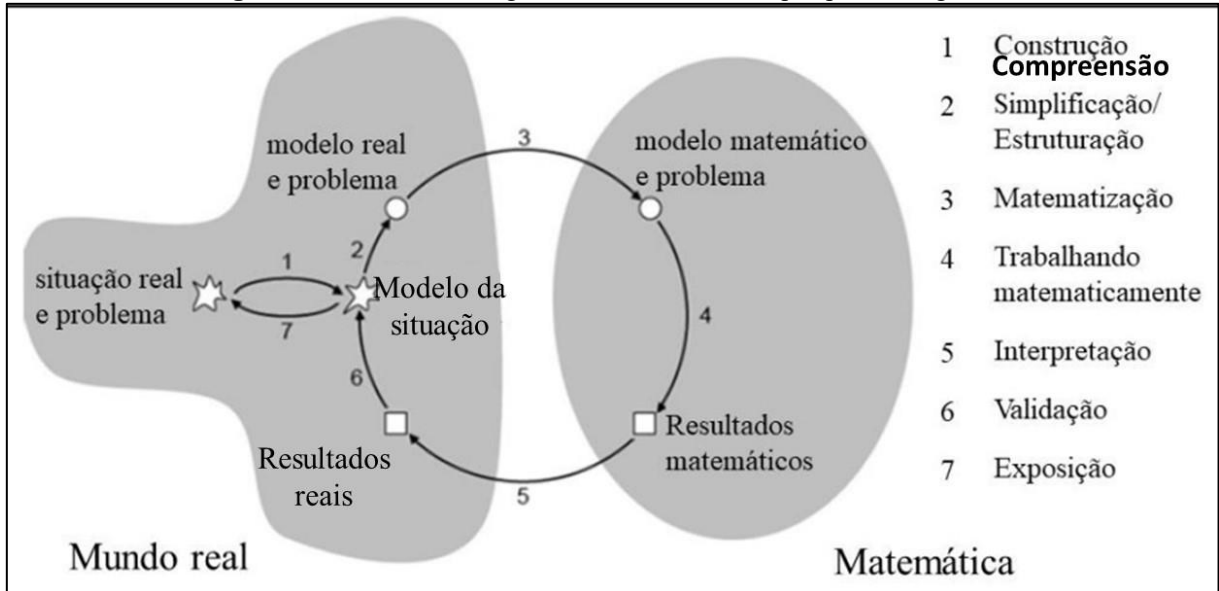 modelo real
e problema
3
modelo matemático
e problema
2
situação real
e problema
1
7
Modelo da
situação
4
6
Resultados
reais
5
Resultados
matemáticos
Mundo real
Matemática
1 Construção
Compreensão
2 Simplificação/
Estruturação
3 Matematização
4 Trabalhando
matematicamente
5 Interpretação
6 Validação
7 Exposição